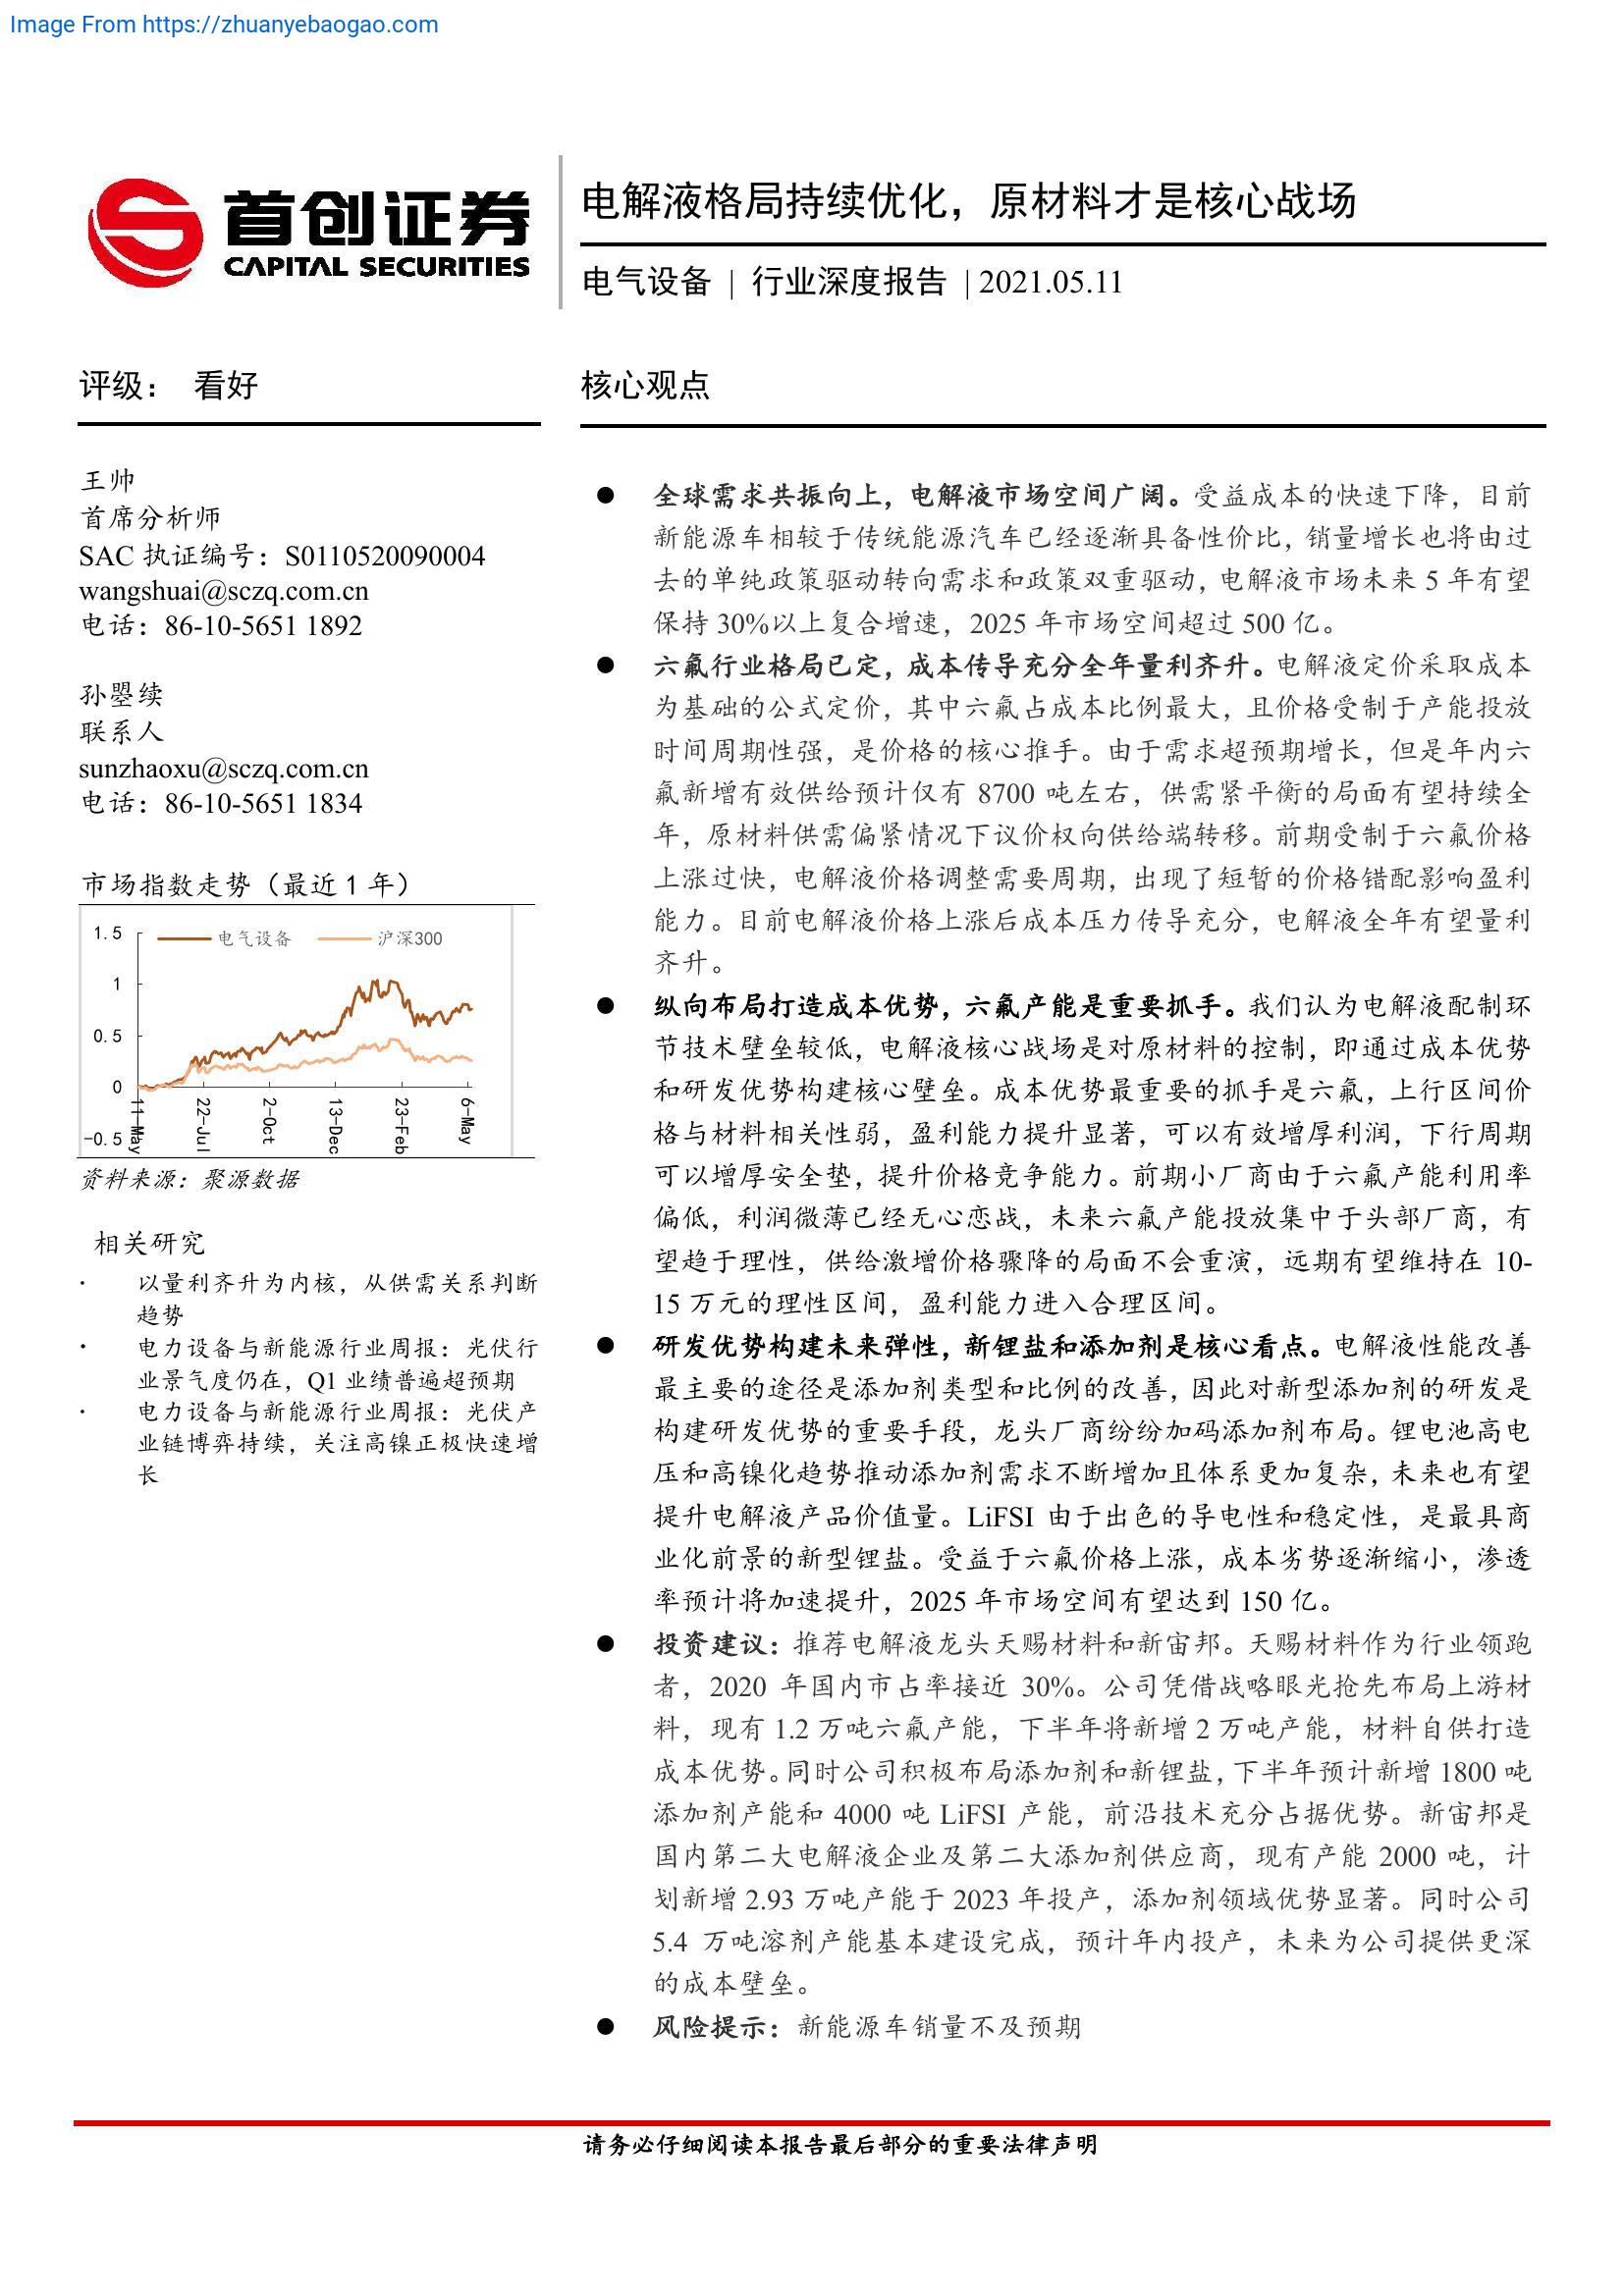 Image From https://zhuanyebaogao.com
首创证券
CAPITAL SECURITIES
电解液格局持续优化，原材料才是核心战场
电气设备 | 行业深度报告 | 2021.05.11
评级： 看好
王帅
首席分析师
SAC 执证编号：S0110520090004
wangshuai@sczq.com.cn
电话：86-10-5651 1892
孙曌续
联系人
sunzhaoxu@sczq.com.cn
电话：86-10-5651 1834
市场指数走势（最近 1 年）
电气设备 沪深300
1.5
1
0.5
0
-0.5
11-May
22-Jul
2-Oct
13-Dec
23-Feb
6-May
资料来源：聚源数据
相关研究
· 以量利齐升为内核，从供需关系判断
趋势
· 电力设备与新能源行业周报：光伏行
业景气度仍在，Q1 业绩普遍超预期
· 电力设备与新能源行业周报：光伏产
业链博弈持续，关注高镍正极快速增
长
核心观点
● 全球需求共振向上，电解液市场空间广阔。受益成本的快速下降，目前
新能源车相较于传统能源汽车已经逐渐具备性价比，销量增长也将由过
去的单纯政策驱动转向需求和政策双重驱动，电解液市场未来 5 年有望
保持 30%以上复合增速，2025 年市场空间超过 500 亿。
● 六氟行业格局已定，成本传导充分全年量利齐升。电解液定价采取成本
为基础的公式定价，其中六氟占成本比例最大，且价格受制于产能投放
时间周期性强，是价格的核心推手。由于需求超预期增长，但是年内六
氟新增有效供给预计仅有 8700 吨左右，供需紧平衡的局面有望持续全
年，原材料供需偏紧情况下议价权向供给端转移。前期受制于六氟价格
上涨过快，电解液价格调整需要周期，出现了短暂的价格错配影响盈利
能力。目前电解液价格上涨后成本压力传导充分，电解液全年有望量利
齐升。
● 纵向布局打造成本优势，六氟产能是重要抓手。我们认为电解液配制环
节技术壁垒较低，电解液核心战场是对原材料的控制，即通过成本优势
和研发优势构建核心壁垒。成本优势最重要的抓手是六氟，上行区间价
格与材料相关性弱，盈利能力提升显著，可以有效增厚利润，下行周期
可以增厚安全垫，提升价格竞争能力。前期小厂商由于六氟产能利用率
偏低，利润微薄已经无心恋战，未来六氟产能投放集中于头部厂商，有
望趋于理性，供给激增价格骤降的局面不会重演，远期有望维持在 10-
15 万元的理性区间，盈利能力进入合理区间。
● 研发优势构建未来弹性，新锂盐和添加剂是核心看点。电解液性能改善
最主要的途径是添加剂类型和比例的改善，因此对新型添加剂的研发是
构建研发优势的重要手段，龙头厂商纷纷加码添加剂布局。锂电池高电
压和高镍化趋势推动添加剂需求不断增加且体系更加复杂，未来也有望
提升电解液产品价值量。LiFSI 由于出色的导电性和稳定性，是最具商
业化前景的新型锂盐。受益于六氟价格上涨，成本劣势逐渐缩小，渗透
率预计将加速提升，2025 年市场空间有望达到 150 亿。
● 投资建议：推荐电解液龙头天赐材料和新宙邦。天赐材料作为行业领跑
者，2020 年国内市占率接近 30%。公司凭借战略眼光抢先布局上游材
料，现有 1.2 万吨六氟产能，下半年将新增 2 万吨产能，材料自供打造
成本优势。同时公司积极布局添加剂和新锂盐，下半年预计新增 1800 吨
添加剂产能和 4000 吨 LiFSI 产能，前沿技术充分占据优势。新宙邦是
国内第二大电解液企业及第二大添加剂供应商，现有产能 2000 吨，计
划新增 2.93 万吨产能于 2023 年投产，添加剂领域优势显著。同时公司
5.4 万吨溶剂产能基本建设完成，预计年内投产，未来为公司提供更深
的成本壁垒。
● 风险提示：新能源车销量不及预期
请务必仔细阅读本报告最后部分的重要法律声明